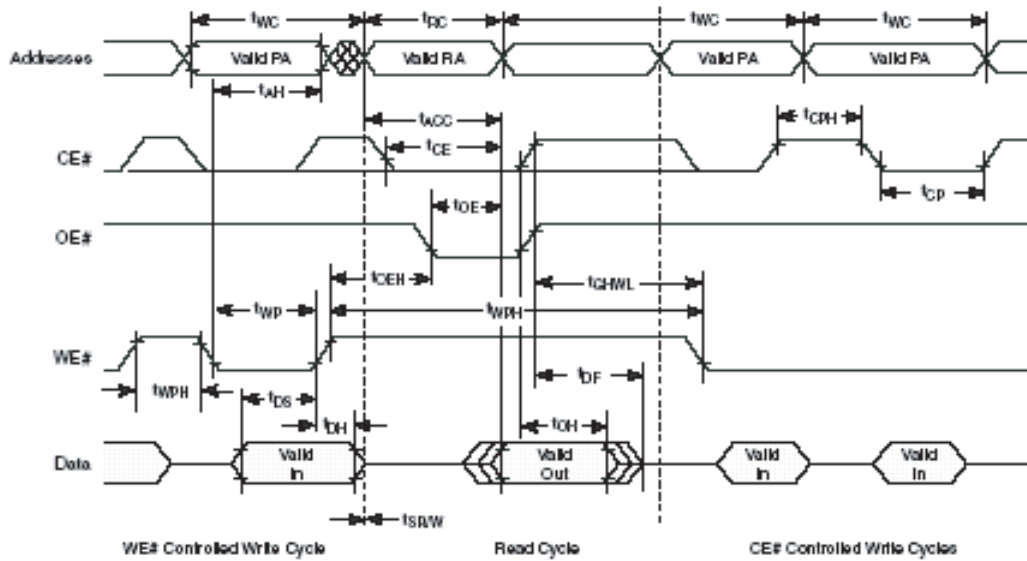 tWC tRC tWC tWC
Addresses Valid PA Valid RA Valid PA Valid PA
tAH
tACC tCPH
CE# tCE
tOE tCP
OE#
tOEH tGHWL
tWP tWPH
WE#
tDF
tWPH tDS
tDH tOH
Data Valid In Valid Out Valid In Valid In
tSR/W
WE# Controlled Write Cycle Read Cycle CE# Controlled Write Cycles